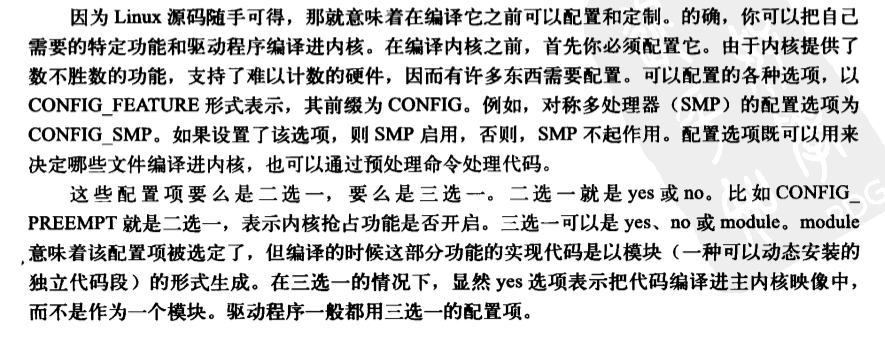 因为 Linux 源码随手可得，那就意味着在编译它之前可以配置和定制。的确，你可以把自己
需要的特定功能和驱动程序编译进内核。在编译内核之前，首先你必须配置它。由于内核提供了
数不胜数的功能，支持了难以计数的硬件，因而有许多东西需要配置。可以配置的各种选项，以
CONFIG_FEATURE 形式表示，其前缀为 CONFIG。例如，对称多处理器（SMP）的配置选项为
CONFIG_SMP。如果设置了该选项，则 SMP 启用，否则，SMP 不起作用。配置选项既可以用来
决定哪些文件编译进内核，也可以通过预处理命令处理代码。
这些配置项要么是二选一，要么是三选一。二选一就是 yes 或 no。比如 CONFIG_
PREEMPT 就是二选一，表示内核抢占功能是否开启。三选一可以是 yes、no 或 module。module
意味着该配置项被选定了，但编译的时候这部分功能的实现代码是以模块（一种可以动态安装的
独立代码段）的形式生成。在三选一的情况下，显然 yes 选项表示把代码编译进主内核映像中，
而不是作为一个模块。驱动程序一般都用三选一的配置项。